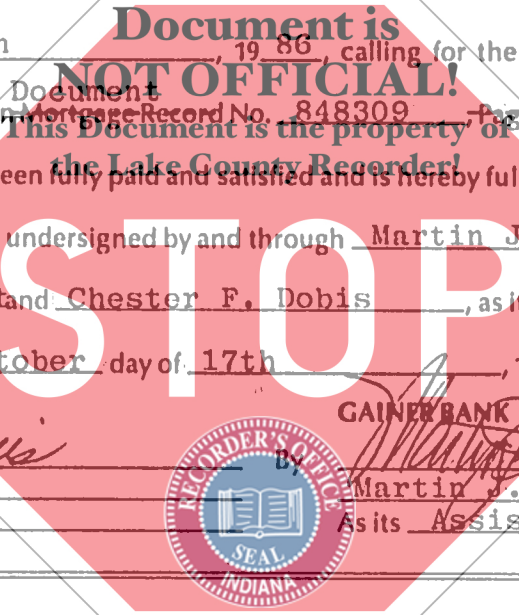 Document is
, 19 86, calling for the
NOT OFFICIAL!
Document
Mortgage Record No. 848309
This Document is the property of
the Lake County Recorder!
een fully paid and satisfied and is hereby ful
undersigned by and through Martin J
STOP
and Chester F. Dobis, as i
tober day of 17th
GAINER BANK
By
Martin J.
As its Assis
RECORDER'S OFFICE
SEAL
INDIANA